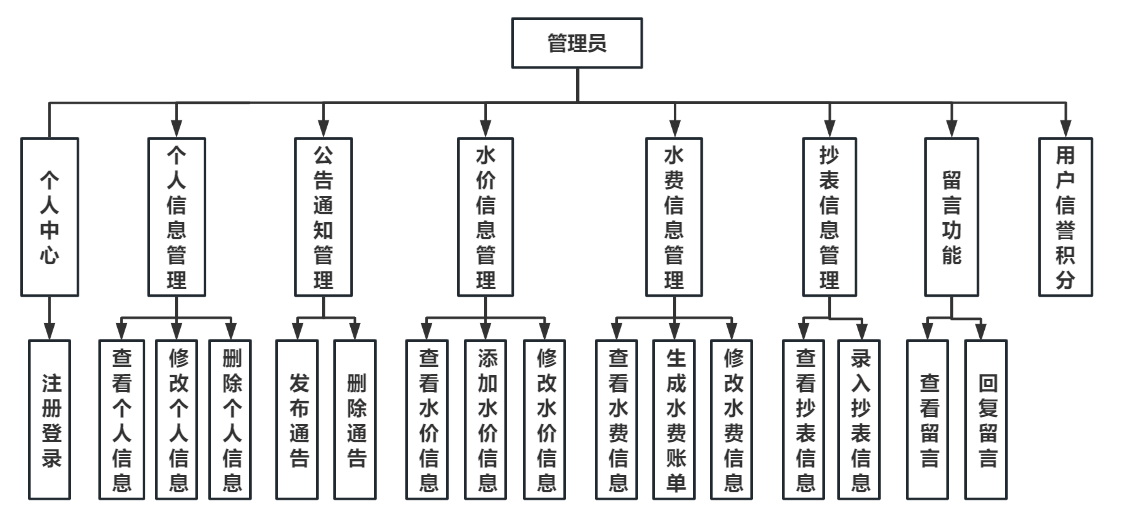 管理员
个人中心
个人信息管理
公告通知管理
水价信息管理
水费信息管理
抄表信息管理
留言功能
用户信誉积分
注册登录
查看个人信息
修改个人信息
删除个人信息
发布通告
删除通告
查看水价信息
添加水价信息
修改水价信息
查看水费信息
生成水费账单
修改水费信息
查看抄表信息
录入抄表信息
查看留言
回复留言